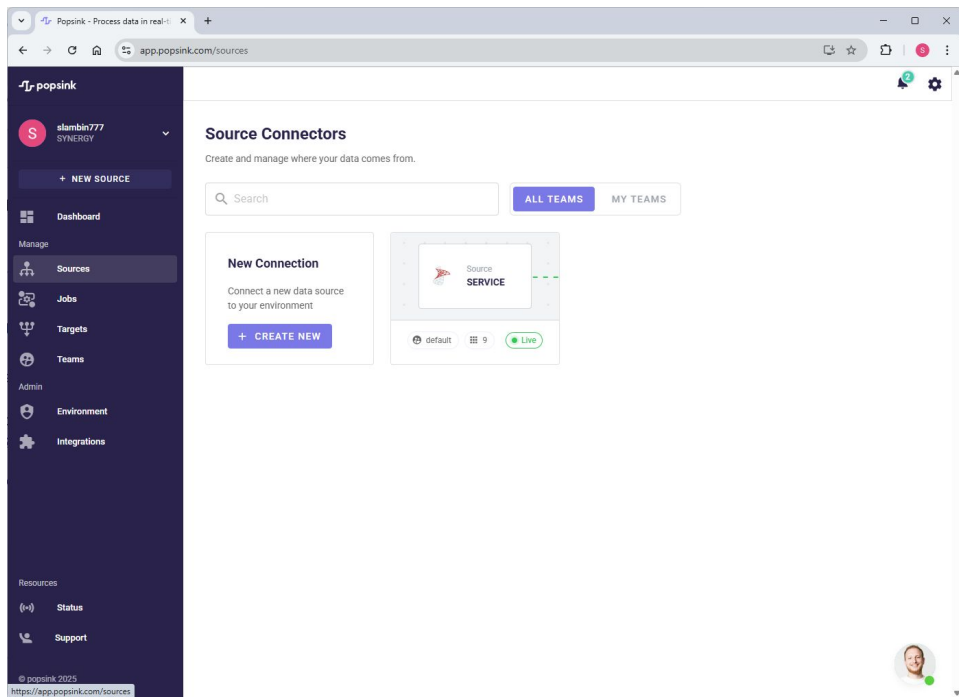 Popsink - Process data in real-ti
app.popsink.com/sources
S
popsink
2
S
slambin777
SYNERGY
+ NEW SOURCE
Dashboard
Manage
Sources
Jobs
Targets
Teams
Admin
Environment
Integrations
Resources
Status
Support
© popsink 2025
https://app.popsink.com/sources
Source Connectors
Create and manage where your data comes from.
Search
ALL TEAMS
MY TEAMS
New Connection
Connect a new data source
to your environment
+ CREATE NEW
Source
SERVICE
default
9
Live